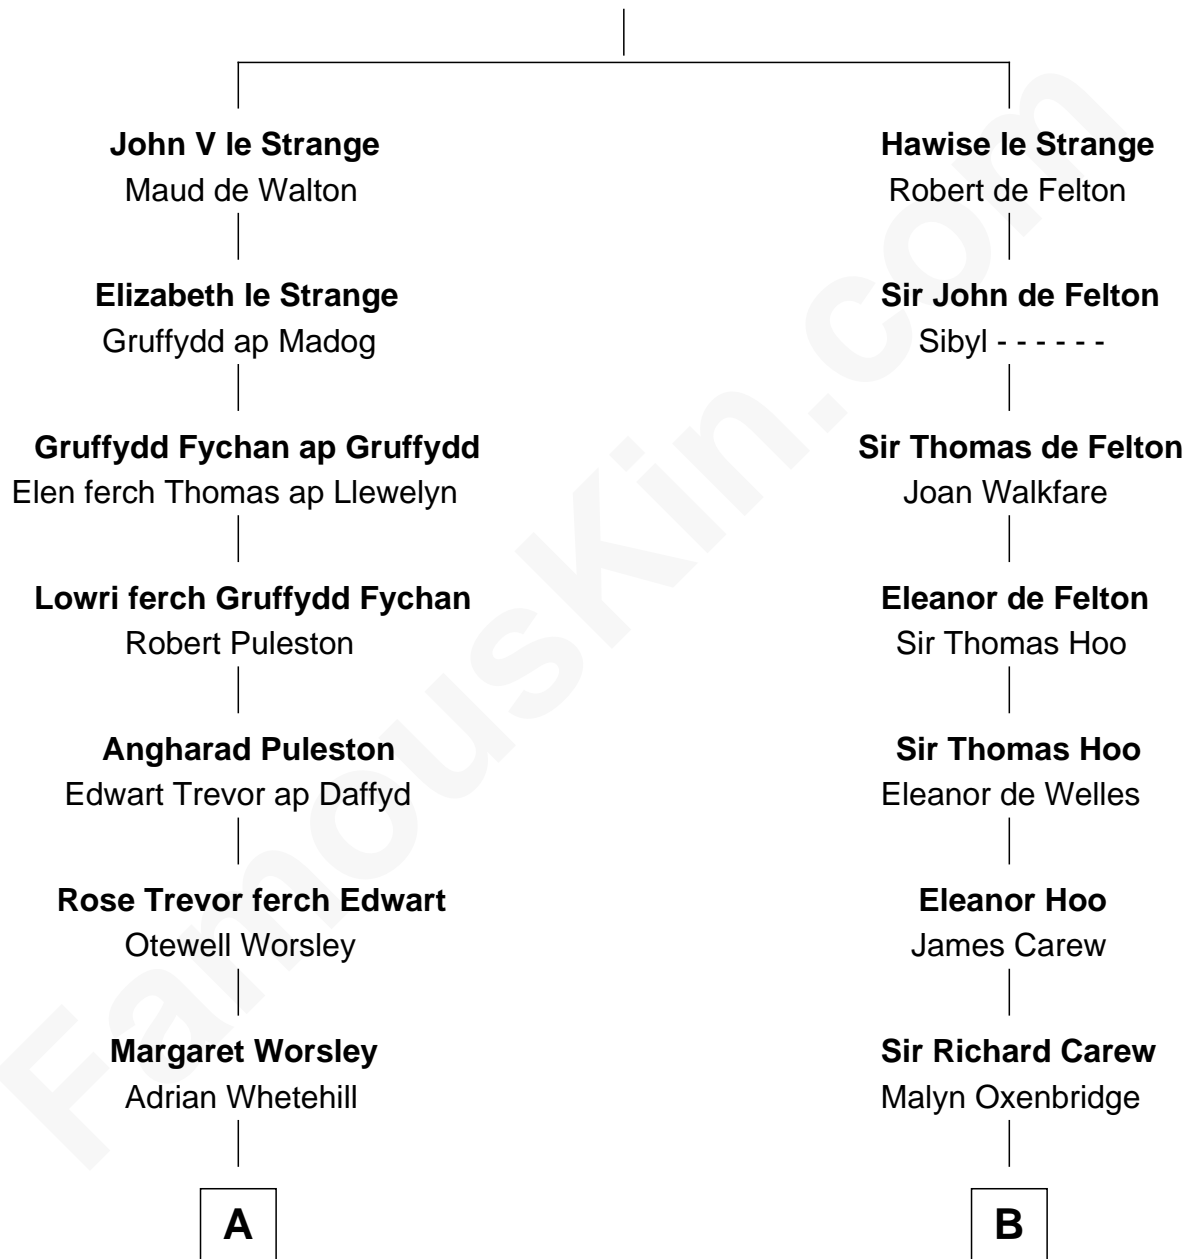 John V le Strange
Maud de Walton
Elizabeth le Strange
Gruffydd ap Madog
Gruffydd Fychan ap Gruffydd
Elen ferch Thomas ap Llewelyn
Lowri ferch Gruffydd Fychan
Robert Puleston
Angharad Puleston
Edwart Trevor ap Daffyd
Rose Trevor ferch Edwart
Otewell Worsley
Margaret Worsley
Adrian Whetehill
A
Hawise le Strange
Robert de Felton
Sir John de Felton
Sibyl - - - - - -
Sir Thomas de Felton
Joan Walkfare
Eleanor de Felton
Sir Thomas Hoo
Sir Thomas Hoo
Eleanor de Welles
Eleanor Hoo
James Carew
Sir Richard Carew
Malyn Oxenbridge
B
FamousKin.com